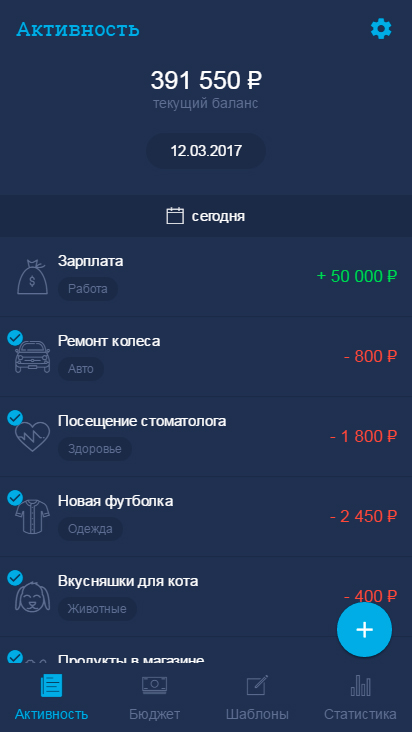 Активность
391 550 ₽
текущий баланс
12.03.2017
сегодня
Зарплата
+ 50 000 ₽
Работа
Ремонт колеса
- 800 ₽
Авто
Посещение стоматолога
- 1 800 ₽
Здоровье
Новая футболка
- 2 450 ₽
Одежда
Вкусняшки для кота
- 400 ₽
Животные
Продукты в магазине
Активность Бюджет Шаблоны Статистика